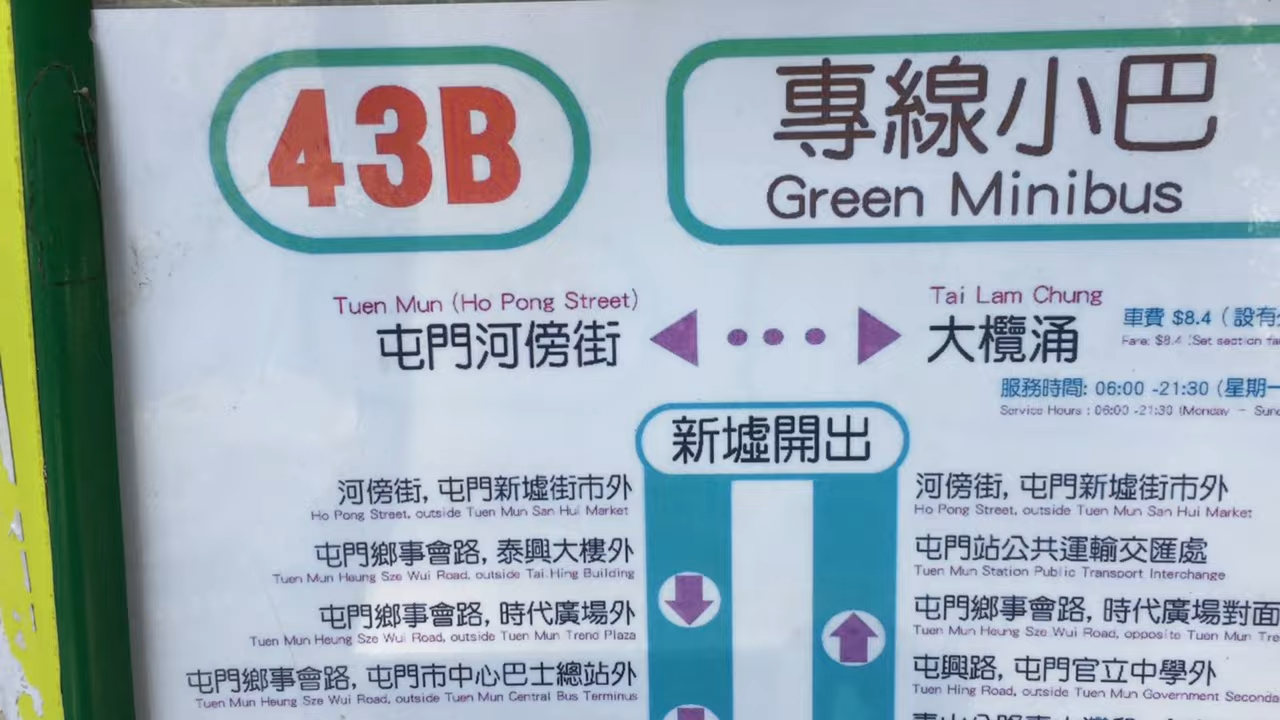 43B
專線小巴
Green Minibus
Tuen Mun (Ho Pong Street)
屯門河傍街
Tai Lam Chung
大欖涌
車費 $8.4 (設有
Fare: $8.4 (Set section
服務時間: 06:00 -21:30 (星期一
Service Hours : 06:00 -21:30 (Monday -
新墟開出
河傍街, 屯門新墟街市外
Ho Pong Street, outside Tuen Mun San Hui Market
屯門鄉事會路, 泰興大樓外
Tuen Mun Heung Sze Wui Road, outside Tai Hing Building
屯門鄉事會路, 時代廣場外
Tuen Mun Heung Sze Wui Road, outside Tuen Mun Trend Plaza
屯門鄉事會路, 屯門市中心巴士總站外
Tuen Mun Heung Sze Wui Road, outside Tuen Mun Central Bus Terminus
河傍街, 屯門新墟街市外
Ho Pong Street, outside Tuen Mun San Hui Market
屯門站公共運輸交匯處
Tuen Mun Station Public Transport Interchange
屯門鄉事會路, 時代廣場對面
Tuen Mun Heung Sze Wui Road, opposite Tuen Mun
屯興路, 屯門官立中學外
Tuen Hing Road, outside Tuen Mun Government